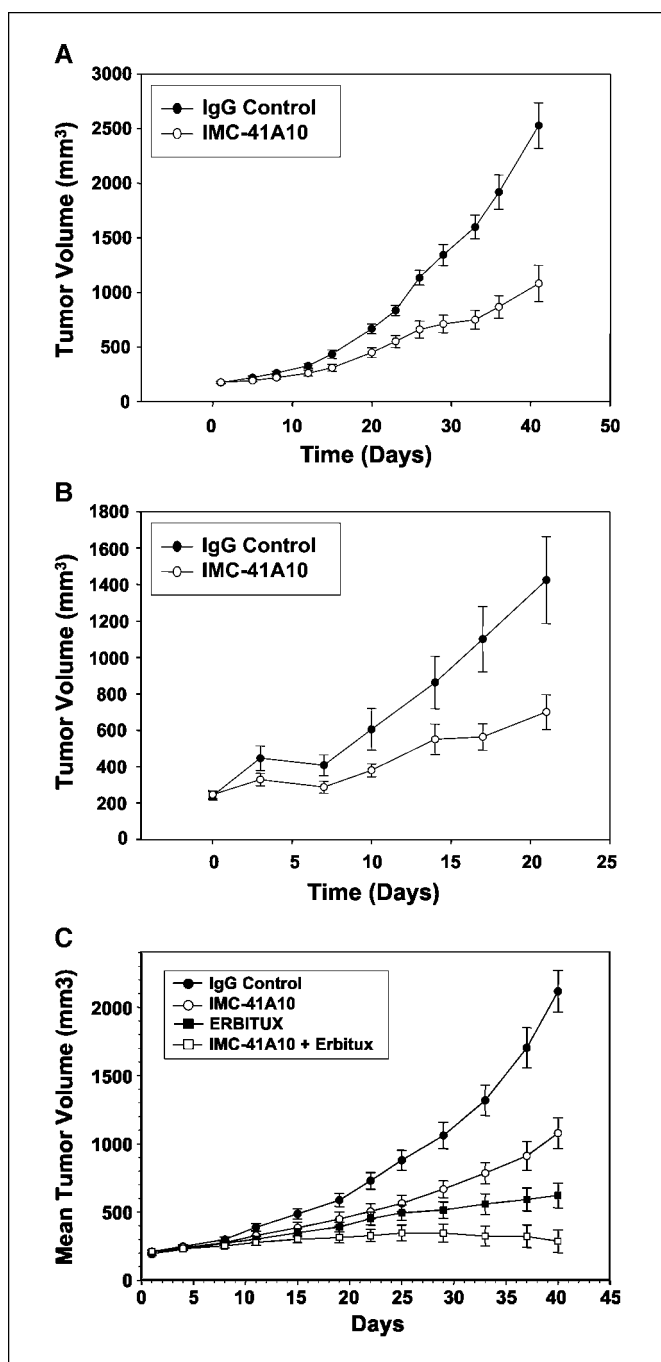 A
3000
2500
2000
1500
1000
500
0
IgG Control
IMC-41A10
Tumor Volume (mm³)
0 10 20 30 40 50
Time (Days)
B
1800
1600
1400
1200
1000
800
600
400
200
0
IgG Control
IMC-41A10
Tumor Volume (mm³)
0 5 10 15 20 25
Time (Days)
C
2000
1500
1000
500
0
IgG Control
IMC-41A10
ERBITUX
IMC-41A10 + Erbitux
Mean Tumor Volume (mm3)
0 5 10 15 20 25 30 35 40 45
Days